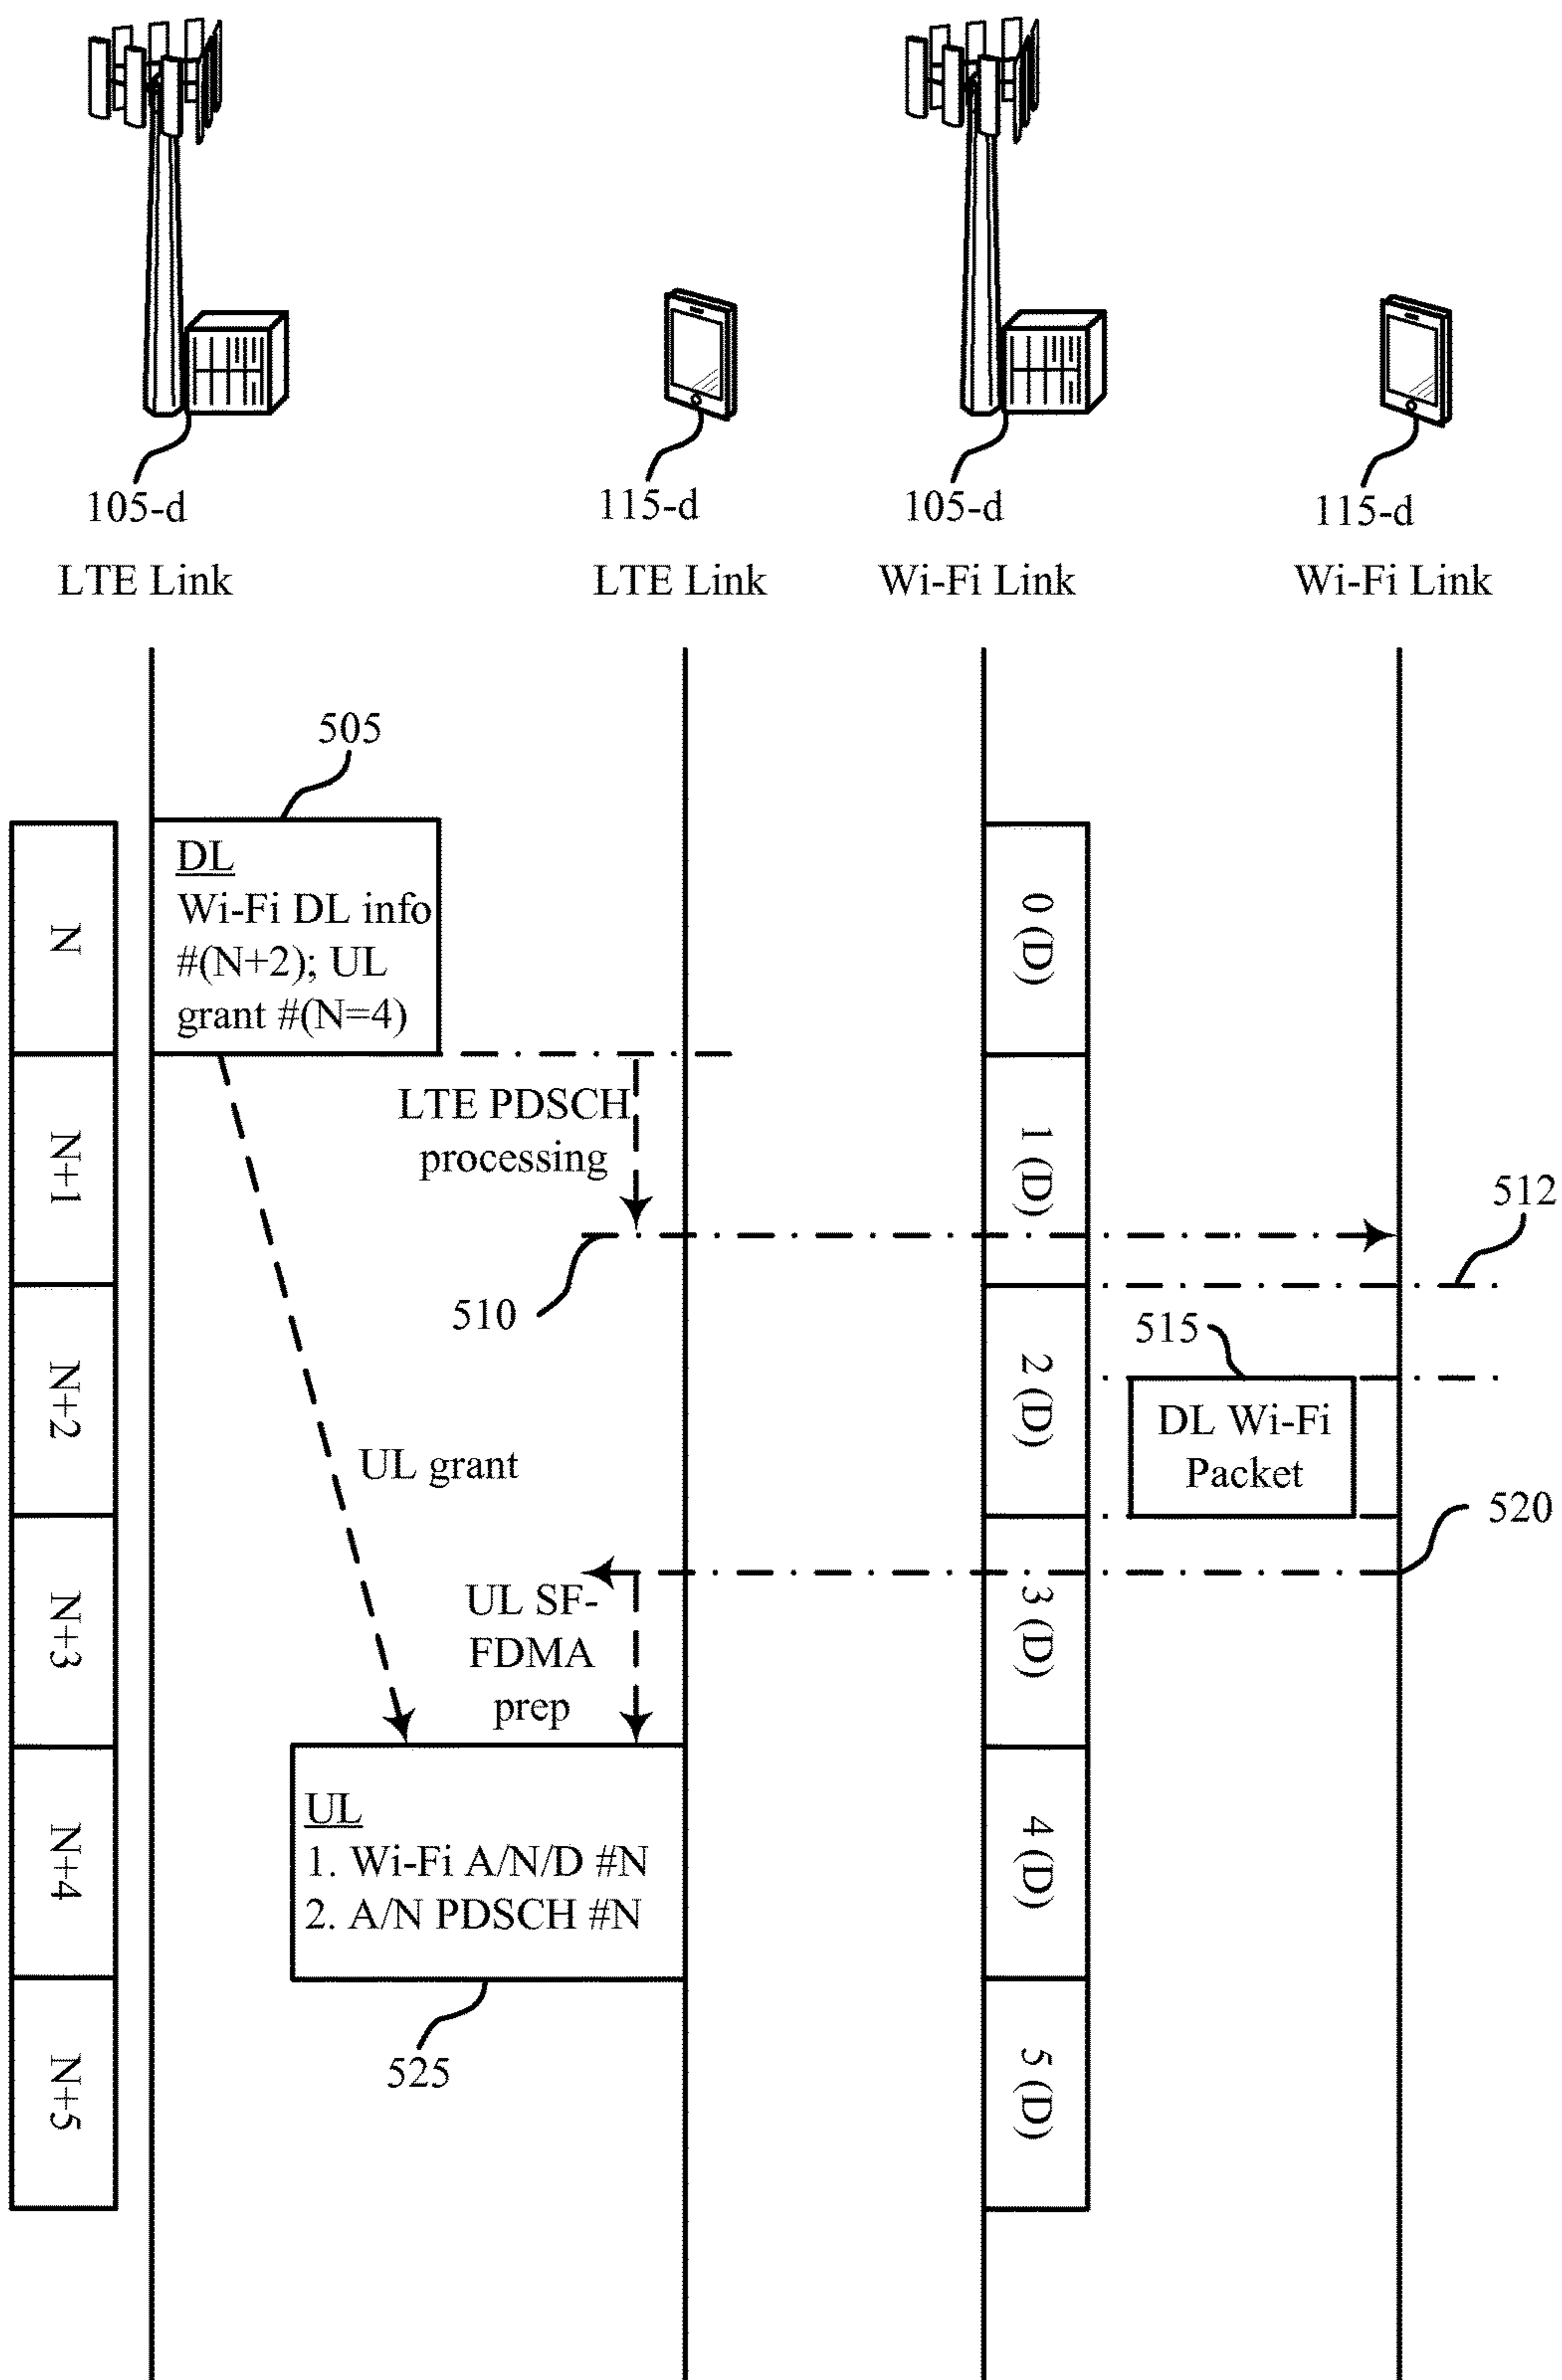 105-d
115-d
105-d
115-d
LTE Link
LTE Link
Wi-Fi Link
Wi-Fi Link
505
DL
Wi-Fi DL info
#(N+2); UL
grant #(N=4)
N
0 (D)
LTE PDSCH
processing
N+1
1 (D)
512
510
515
N+2
2 (D)
DL Wi-Fi
Packet
UL grant
520
UL SF-
FDMA
prep
N+3
3 (D)
UL
1. Wi-Fi A/N/D #N
2. A/N PDSCH #N
N+4
4 (D)
525
N+5
5 (D)